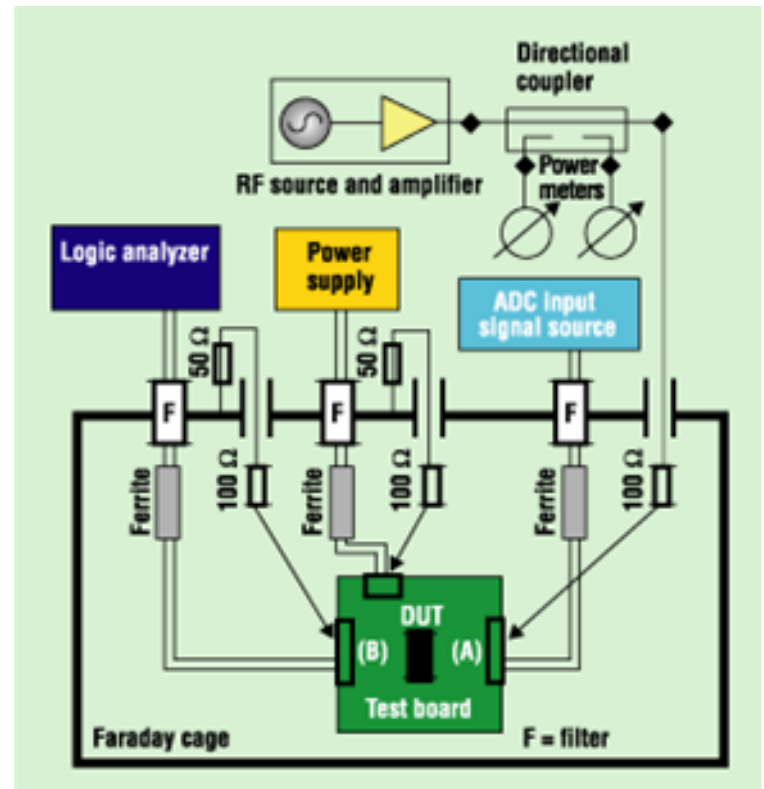 Directional
coupler
RF source and amplifier
Power
meters
Logic analyzer
Power
supply
ADC input
signal source
50 Ω
50 Ω
F
F
F
Ferrite
100 Ω
Ferrite
100 Ω
Ferrite
100 Ω
DUT
(B)
(A)
Test board
Faraday cage
F = filter